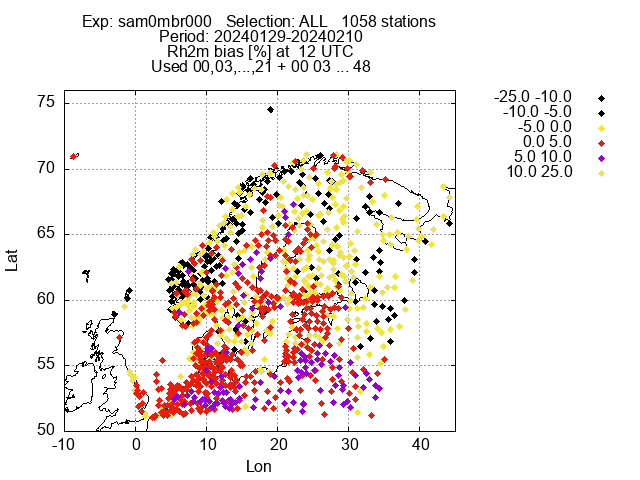 Exp: sam0mbr000   Selection: ALL   1058 stations
Period: 20240129-20240210
Rh2m bias [%] at  12 UTC
Used 00,03,...,21 + 00 03 ... 48
-25.0 -10.0
-10.0 -5.0
-5.0 0.0
0.0 5.0
5.0 10.0
10.0 25.0
75
70
65
60
55
50
Lat
-10 0 10 20 30 40
Lon